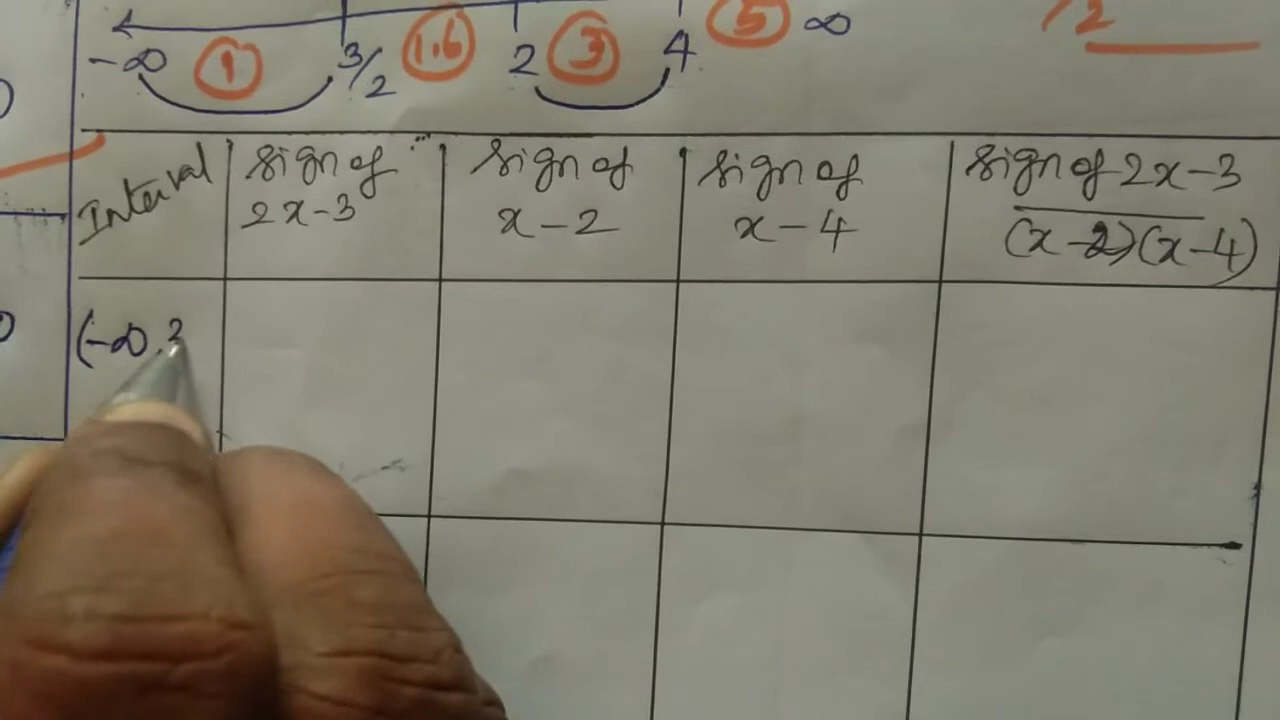 /2
-∞ ① 3/2 1.6 2 ③ 4 ⑤ ∞
Interval
sign of
2x-3
sign of
x-2
sign of
x-4
sign of 2x-3
(x-2)(x-4)
(-∞,3